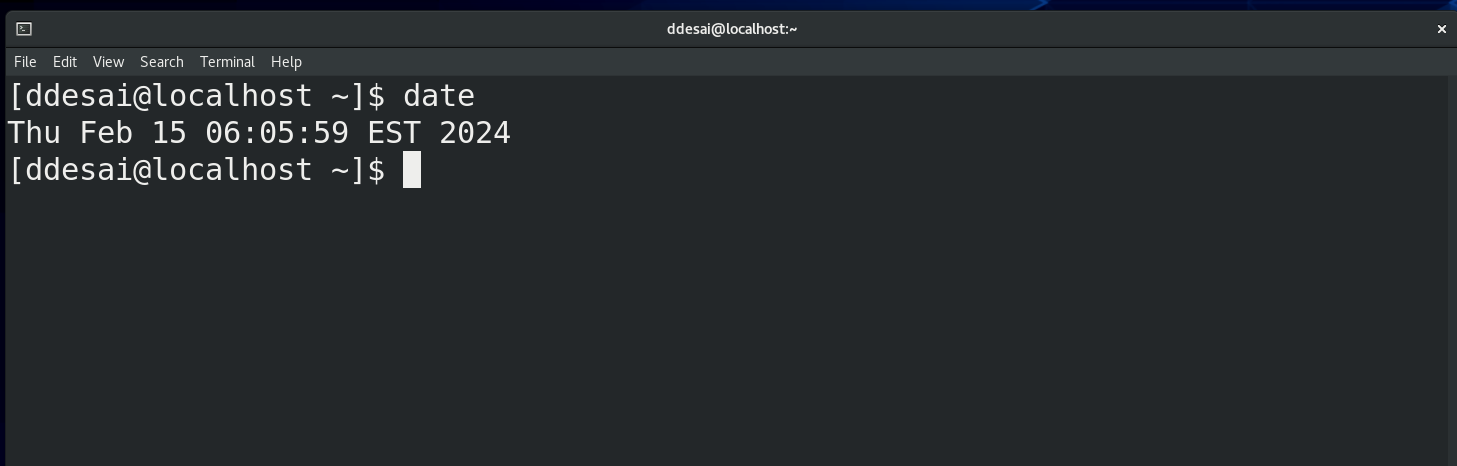 ddesai@localhost:~
File Edit View Search Terminal Help
[ddesai@localhost ~]$ date
Thu Feb 15 06:05:59 EST 2024
[ddesai@localhost ~]$